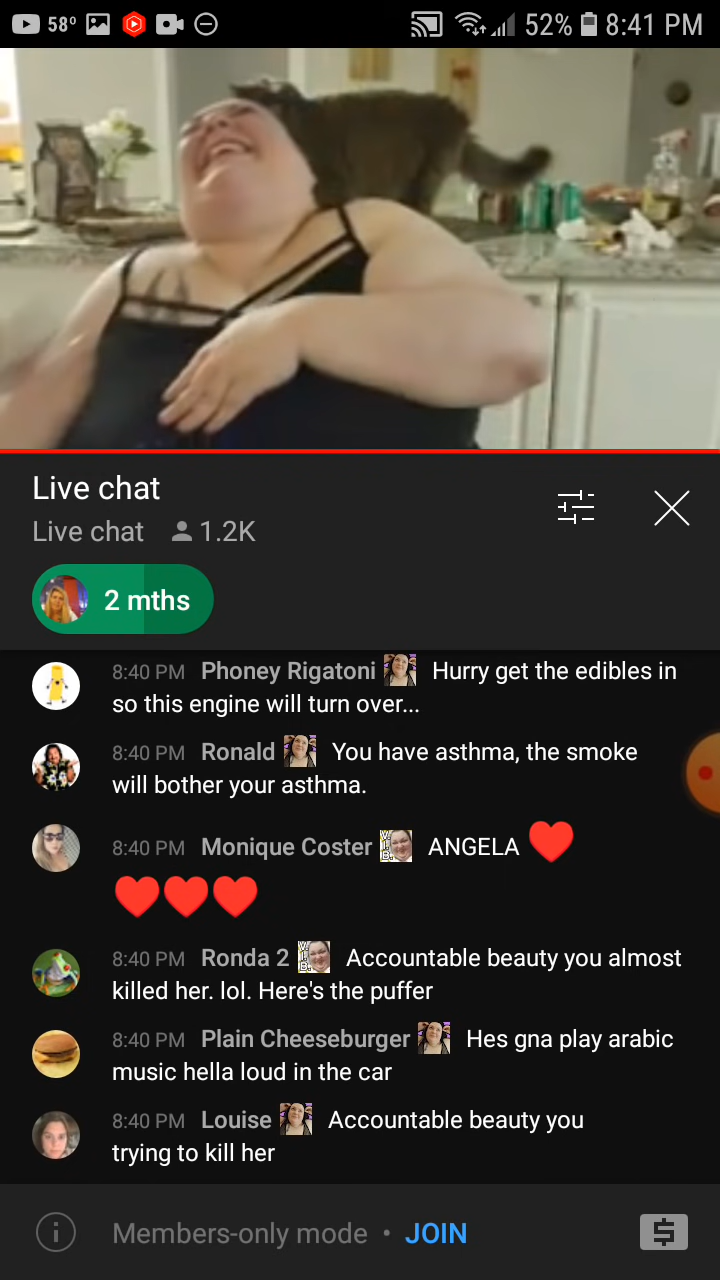 58° 52% 8:41 PM
Live chat
Live chat 1.2K
2 mths
8:40 PM Phoney Rigatoni Hurry get the edibles in
so this engine will turn over...
8:40 PM Ronald You have asthma, the smoke
will bother your asthma.
8:40 PM Monique Coster ANGELA ❤️
❤️❤️❤️
8:40 PM Ronda 2 Accountable beauty you almost
killed her. lol. Here's the puffer
8:40 PM Plain Cheeseburger Hes gna play arabic
music hella loud in the car
8:40 PM Louise Accountable beauty you
trying to kill her
Members-only mode • JOIN